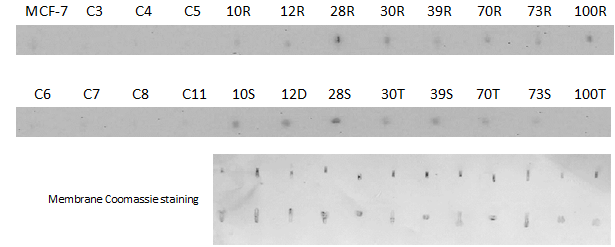 MCF-7 C3 C4 C5 10R 12R 28R 30R 39R 70R 73R 100R
C6 C7 C8 C11 10S 12D 28S 30T 39S 70T 73S 100T
Membrane Coomassie staining